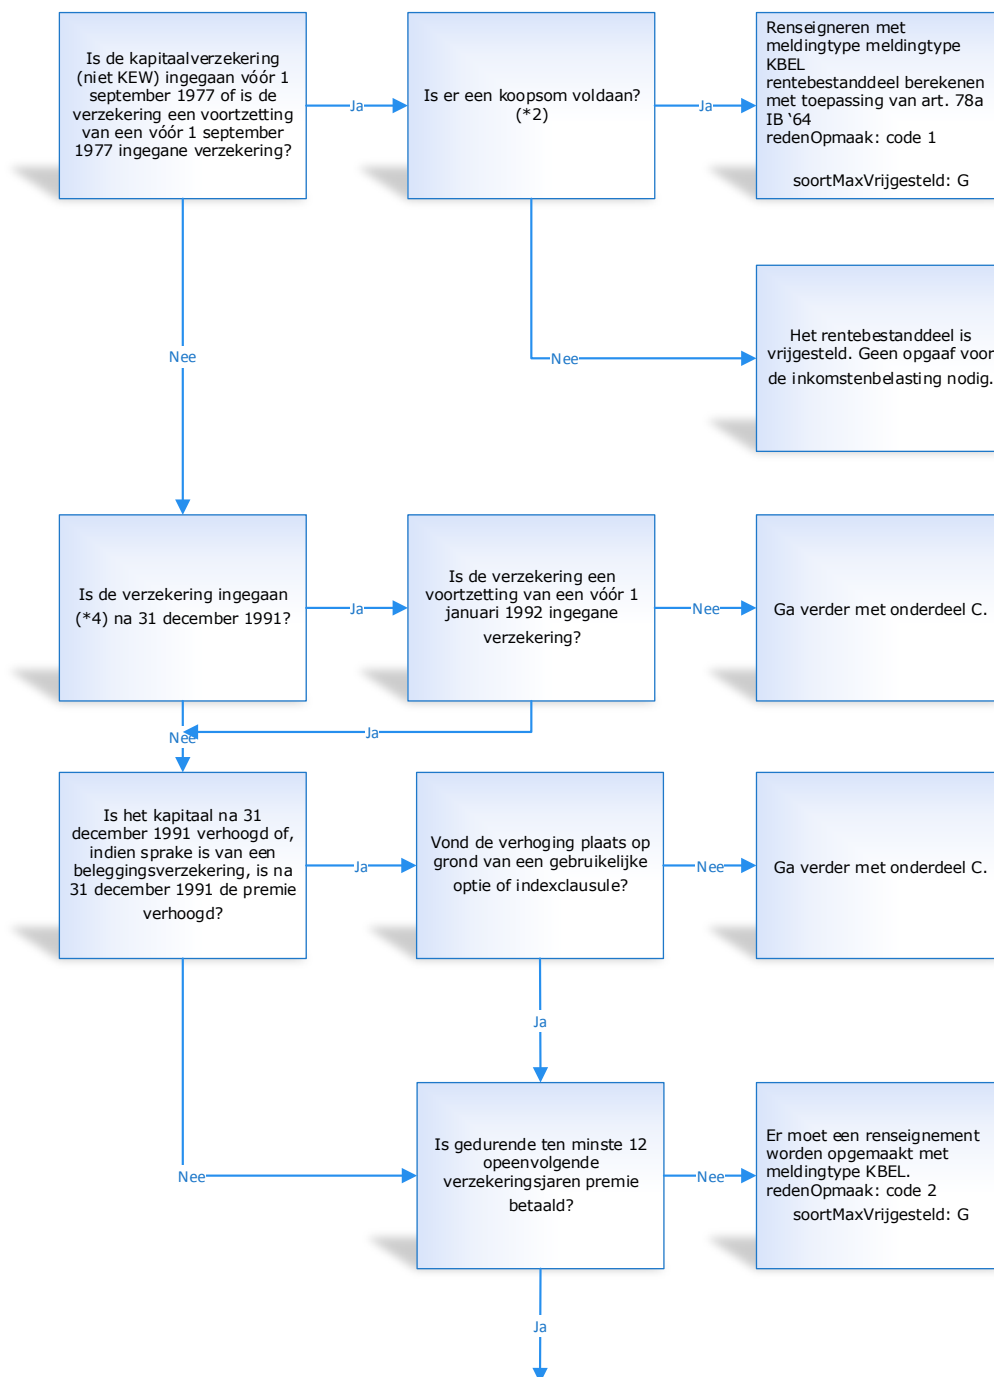 Is de kapitaalverzekering
(niet KEW) ingegaan vóór 1
september 1977 of is de
verzekering een voortzetting
van een vóór 1 september
1977 ingegane verzekering?
Ja
Is er een koopsom voldaan?
(*2)
Ja
Renseigneren met
meldingtype meldingtype
KBEL
rentebestanddeel berekenen
met toepassing van art. 78a
IB ‘64
redenOpmaak: code 1
soortMaxVrijgesteld: G
Nee
Nee
Het rentebestanddeel is
vrijgesteld. Geen opgaaf voor
de inkomstenbelasting nodig.
Is de verzekering ingegaan
(*4) na 31 december 1991?
Ja
Is de verzekering een
voortzetting van een vóór 1
januari 1992 ingegane
verzekering?
Nee
Ga verder met onderdeel C.
Nee
Ja
Is het kapitaal na 31
december 1991 verhoogd of,
indien sprake is van een
beleggingsverzekering, is na
31 december 1991 de premie
verhoogd?
Ja
Vond de verhoging plaats op
grond van een gebruikelijke
optie of indexclausule?
Nee
Ga verder met onderdeel C.
Ja
Nee
Is gedurende ten minste 12
opeenvolgende
verzekeringsjaren premie
betaald?
Nee
Er moet een renseignement
worden opgemaakt met
meldingtype KBEL.
redenOpmaak: code 2
soortMaxVrijgesteld: G
Ja